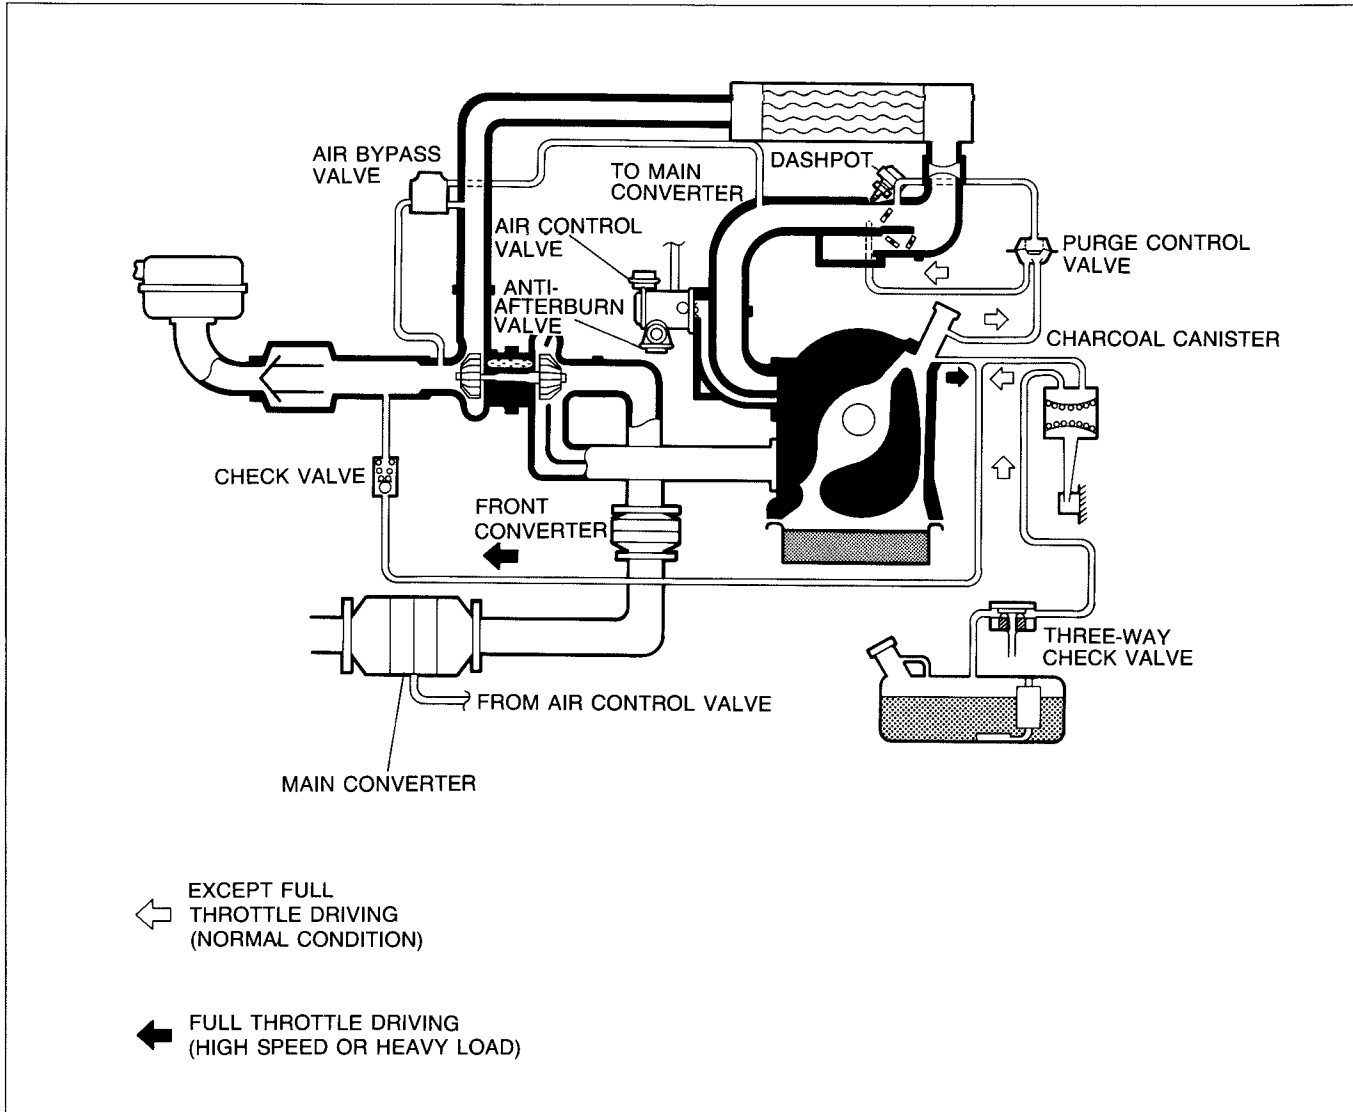 AIR BYPASS
VALVE
TO MAIN
CONVERTER
DASHPOT
AIR CONTROL
VALVE
PURGE CONTROL
VALVE
ANTI-
AFTERBURN
VALVE
CHARCOAL CANISTER
CHECK VALVE
FRONT
CONVERTER
THREE-WAY
CHECK VALVE
FROM AIR CONTROL VALVE
MAIN CONVERTER
EXCEPT FULL
THROTTLE DRIVING
(NORMAL CONDITION)
FULL THROTTLE DRIVING
(HIGH SPEED OR HEAVY LOAD)